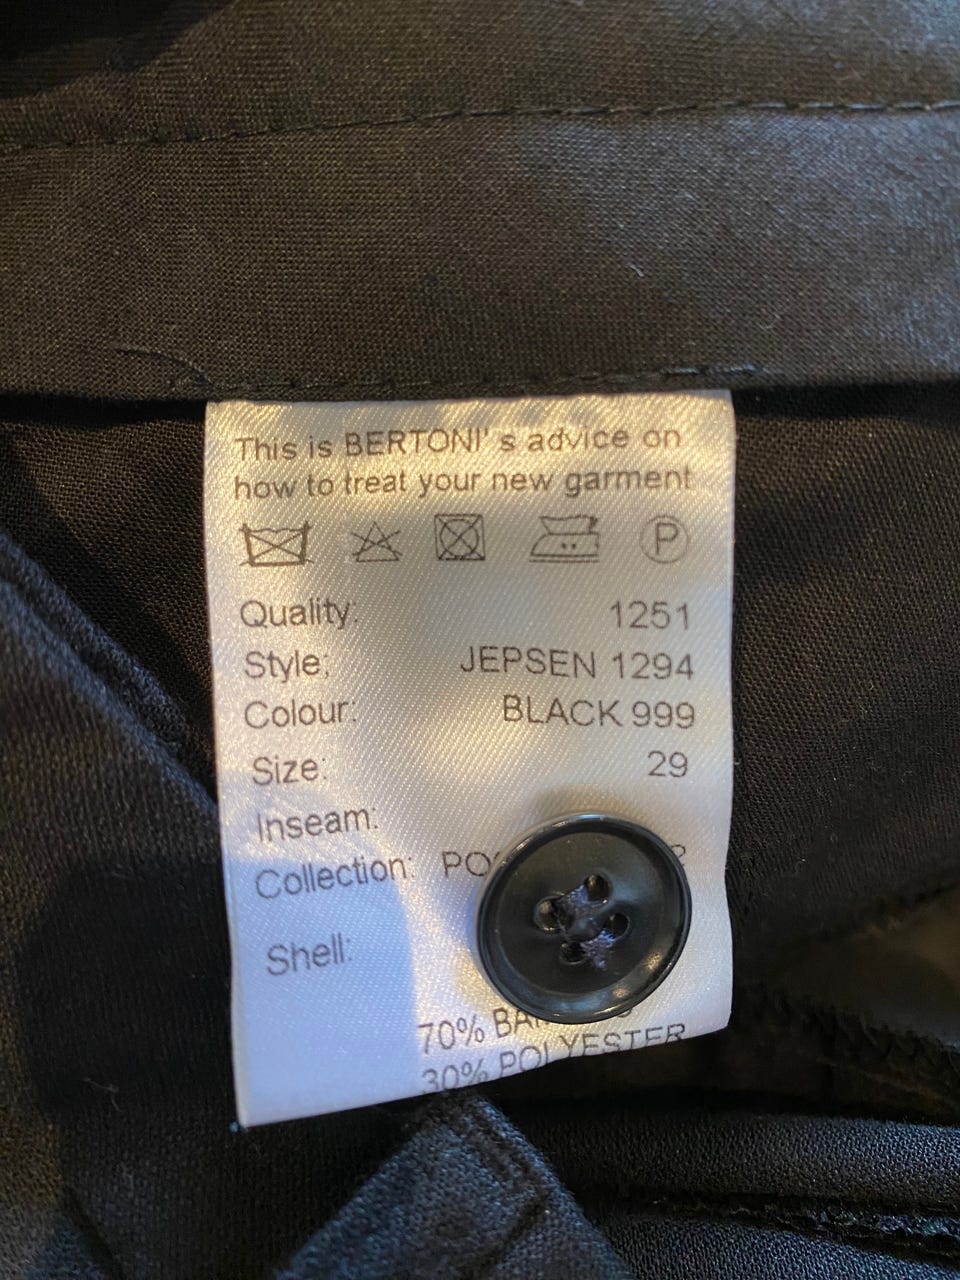 This is BERTONI' s advice on
how to treat your new garment
P
Quality: 1251
Style: JEPSEN 1294
Colour: BLACK 999
Size: 29
Inseam:
Collection:
Shell:
70%
30% POLYESTER